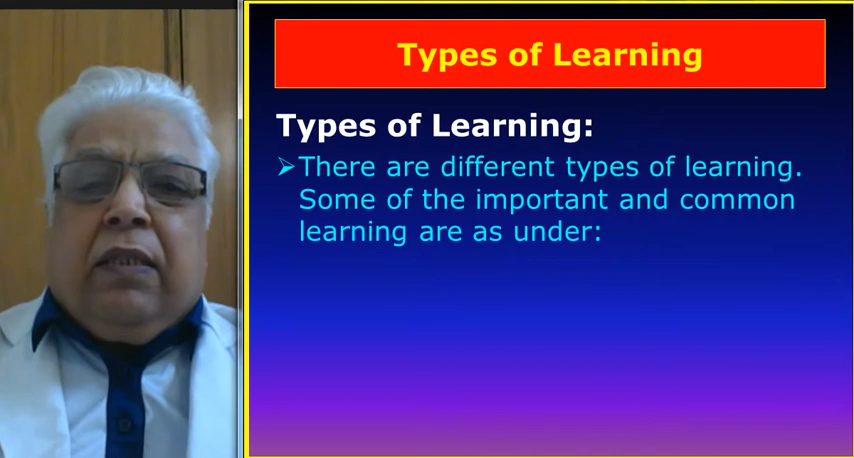 Types of Learning
Types of Learning:
➢There are different types of learning.
Some of the important and common
learning are as under: